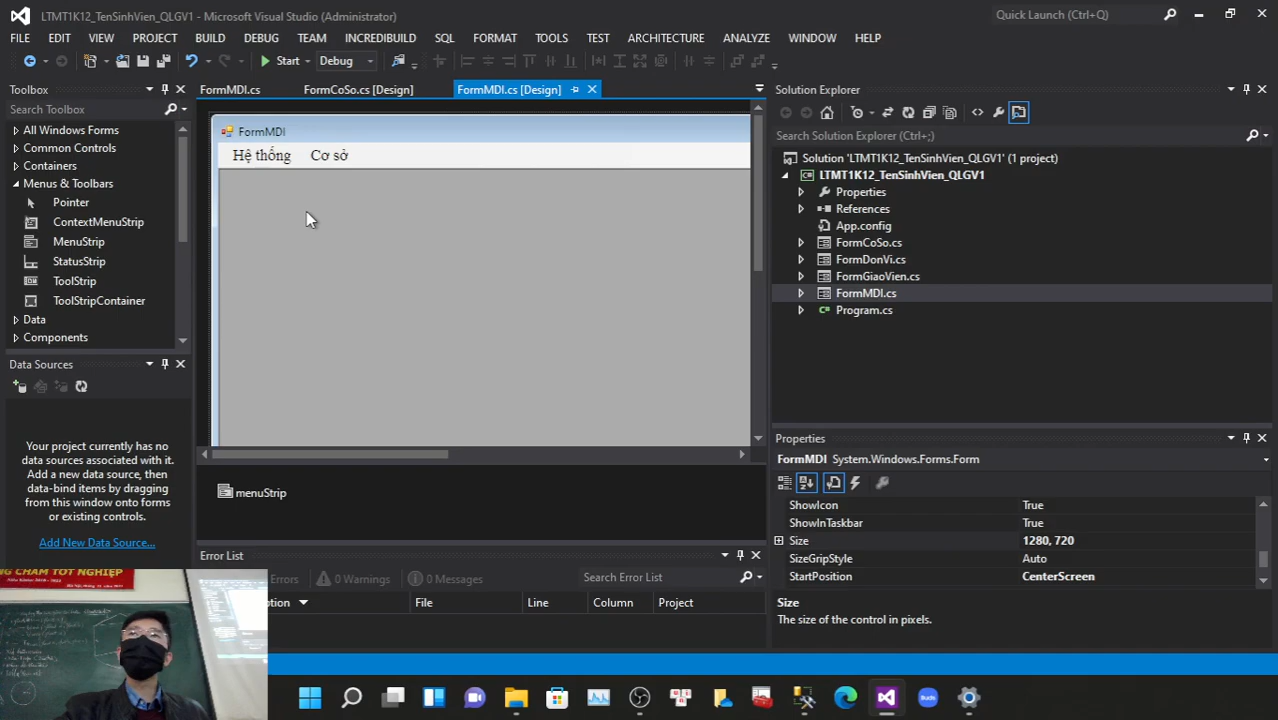 LTMT1K12_TenSinhVien_QLGV1 - Microsoft Visual Studio (Administrator)
Quick Launch (Ctrl+Q)
FILE EDIT VIEW PROJECT BUILD DEBUG TEAM INCREDIBUILD SQL FORMAT TOOLS TEST ARCHITECTURE ANALYZE WINDOW HELP
Start Debug
Toolbox
Search Toolbox
All Windows Forms
Common Controls
Containers
Menus & Toolbars
Pointer
ContextMenuStrip
MenuStrip
StatusStrip
ToolStrip
ToolStripContainer
Data
Components
Data Sources
Your project currently has no
data sources associated with it.
Add a new data source, then
data-bind items by dragging
from this window onto forms
or existing controls.
Add New Data Source...
FormMDI.cs FormCoSo.cs [Design] FormMDI.cs [Design]
FormMDI
Hệ thống Cơ sở
menuStrip
Error List
Errors 0 Warnings 0 Messages Search Error List
File Line Column Project
Solution Explorer
Search Solution Explorer (Ctrl+;)
Solution 'LTMT1K12_TenSinhVien_QLGV1' (1 project)
LTMT1K12_TenSinhVien_QLGV1
Properties
References
App.config
FormCoSo.cs
FormDonVi.cs
FormGiaoVien.cs
FormMDI.cs
Program.cs
Properties
FormMDI System.Windows.Forms.Form
ShowIcon True
ShowInTaskbar True
Size 1280, 720
SizeGripStyle Auto
StartPosition CenterScreen
Size
The size of the control in pixels.
NG CHẤM TỐT NGHIỆP
Buds